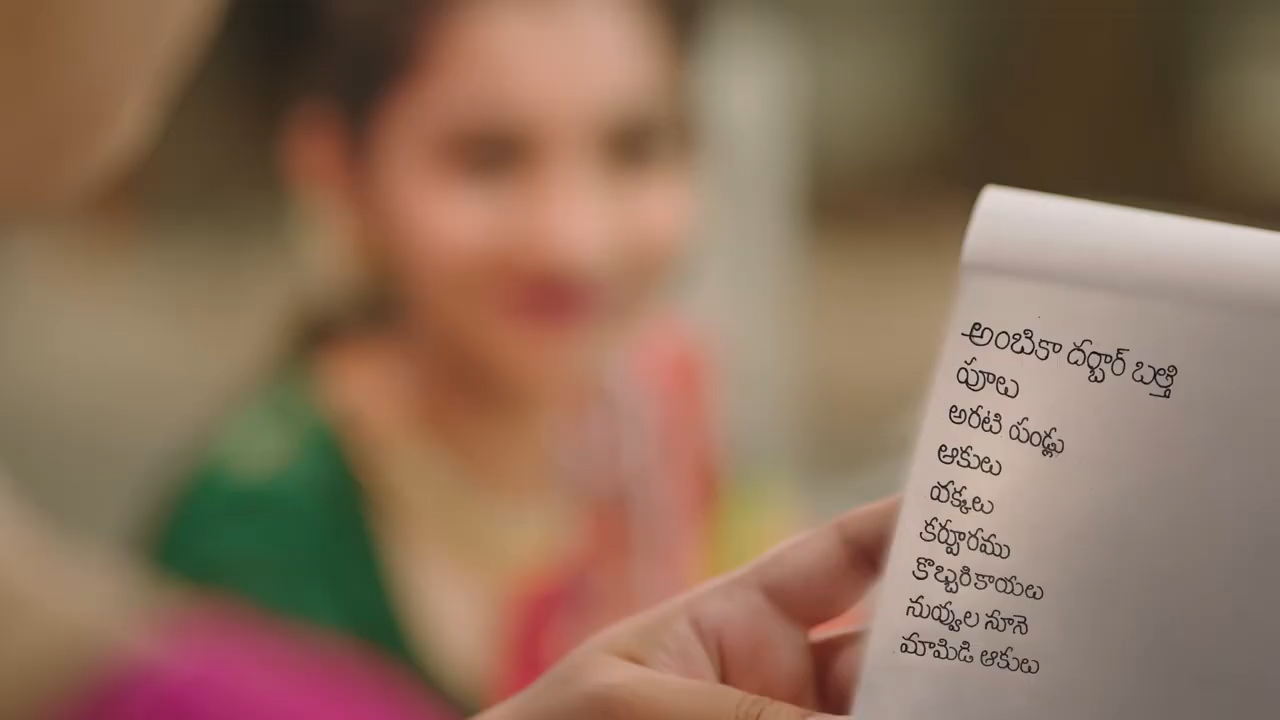 అంబికా దర్బార్ బత్తి
పూలు
అరటి పండ్లు
ఆకులు
వక్కలు
కర్పూరము
కొబ్బరికాయలు
నువ్వుల నూనె
మామిడి ఆకులు